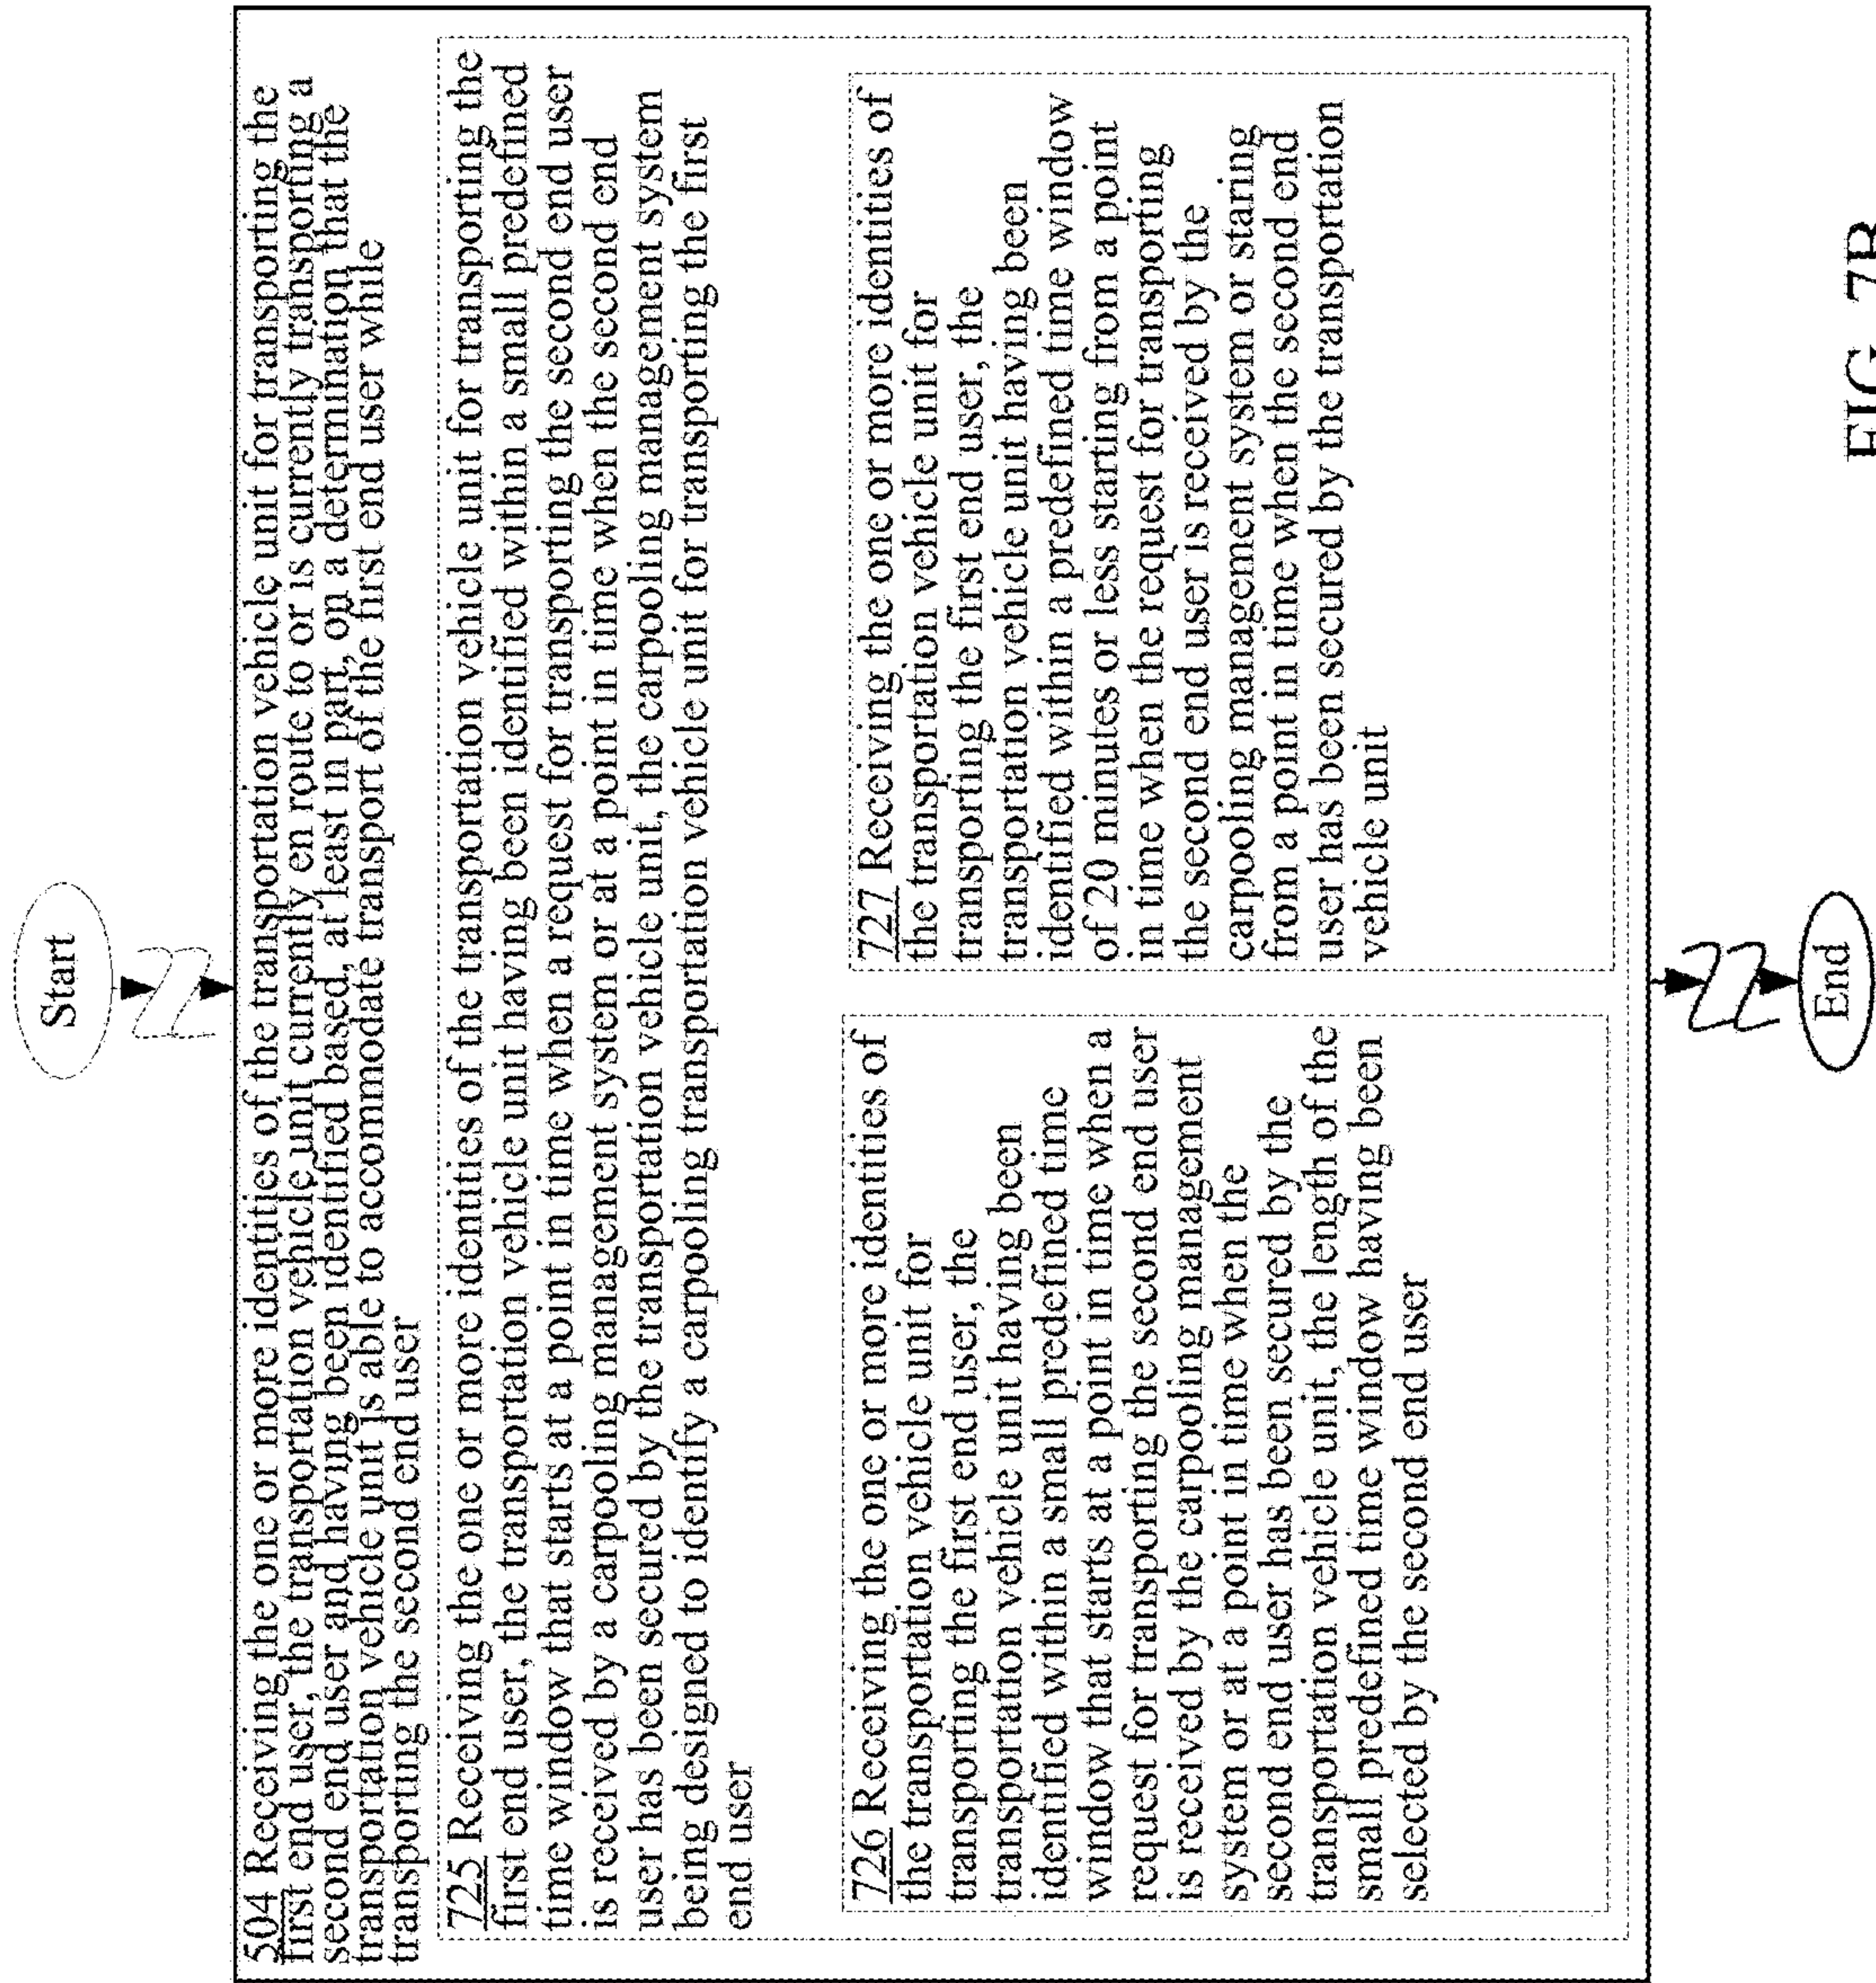 Start
504 Receiving the one or more identities of the transportation vehicle unit for transporting the
first end user, the transportation vehicle unit currently en route to or is currently transporting a
second end user and having been identified based, at least in part, on a determination that the
transportation vehicle unit is able to accommodate transport of the first end user while
transporting the second end user
725 Receiving the one or more identities of the transportation vehicle unit for transporting the
first end user, the transportation vehicle unit having been identified within a small predefined
time window that starts at a point in time when a request for transporting the second end user
is received by a carpooling management system or at a point in time when the second end
user has been secured by the transportation vehicle unit, the carpooling management system
being designed to identify a carpooling transportation vehicle unit for transporting the first
end user
726 Receiving the one or more identities of
the transportation vehicle unit for
transporting the first end user, the
transportation vehicle unit having been
identified within a small predefined time
window that starts at a point in time when a
request for transporting the second end user
is received by the carpooling management
system or at a point in time when the
second end user has been secured by the
transportation vehicle unit, the length of the
small predefined time window having been
selected by the second end user
727 Receiving the one or more identities of
the transportation vehicle unit for
transporting the first end user, the
transportation vehicle unit having been
identified within a predefined time window
of 20 minutes or less starting from a point
in time when the request for transporting
the second end user is received by the
carpooling management system or staring
from a point in time when the second end
user has been secured by the transportation
vehicle unit
End
FIG. 7B